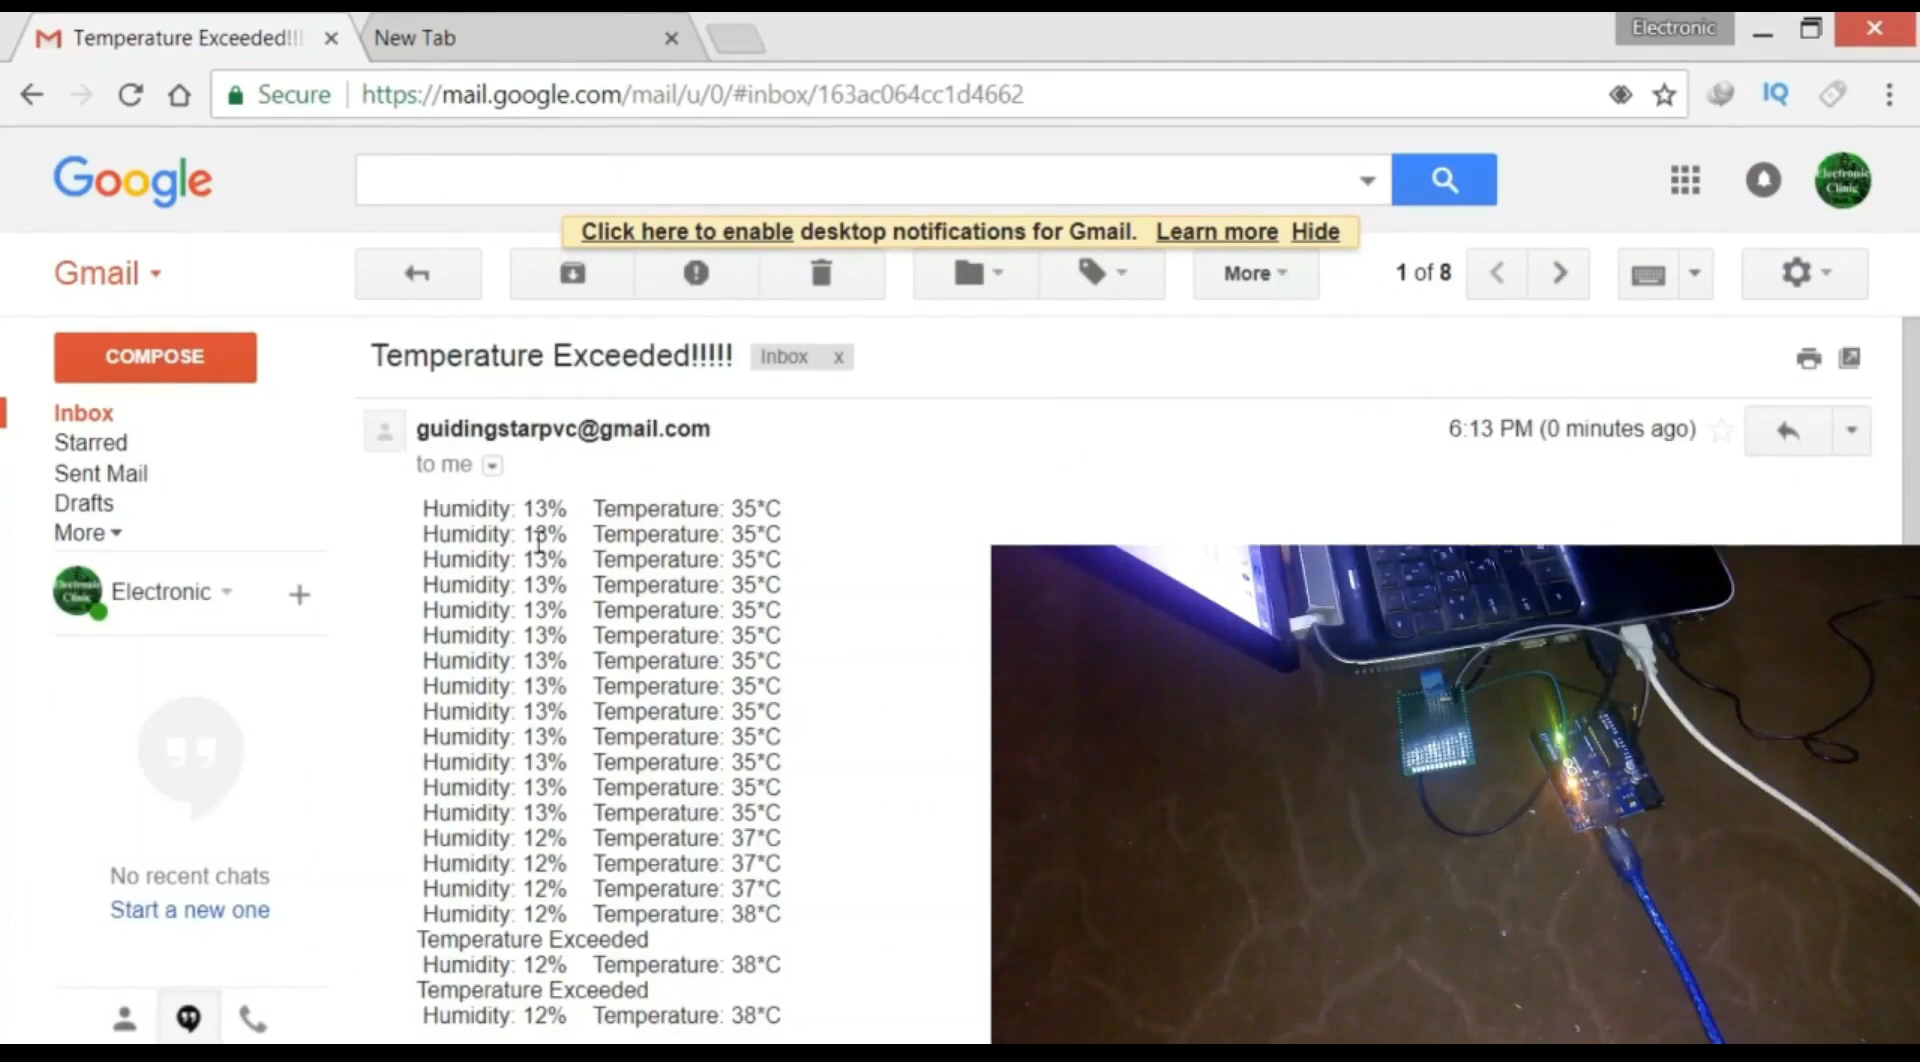 Temperature Exceeded!!!
New Tab
Electronic
Secure
https://mail.google.com/mail/u/0/#inbox/163ac064cc1d4662
IQ
Google
Electronic
Clinic
Click here to enable desktop notifications for Gmail. Learn more Hide
Gmail
More
1 of 8
COMPOSE
Temperature Exceeded!!!!! Inbox x
Inbox
Starred
Sent Mail
Drafts
More
guidingstarpvc@gmail.com
6:13 PM (0 minutes ago)
to me
Electronic
No recent chats
Start a new one
Humidity: 13% Temperature: 35*C
Humidity: 13% Temperature: 35*C
Humidity: 13% Temperature: 35*C
Humidity: 13% Temperature: 35*C
Humidity: 13% Temperature: 35*C
Humidity: 13% Temperature: 35*C
Humidity: 13% Temperature: 35*C
Humidity: 13% Temperature: 35*C
Humidity: 13% Temperature: 35*C
Humidity: 13% Temperature: 35*C
Humidity: 13% Temperature: 35*C
Humidity: 13% Temperature: 35*C
Humidity: 13% Temperature: 35*C
Humidity: 12% Temperature: 37*C
Humidity: 12% Temperature: 37*C
Humidity: 12% Temperature: 37*C
Humidity: 12% Temperature: 38*C
Temperature Exceeded
Humidity: 12% Temperature: 38*C
Temperature Exceeded
Humidity: 12% Temperature: 38*C